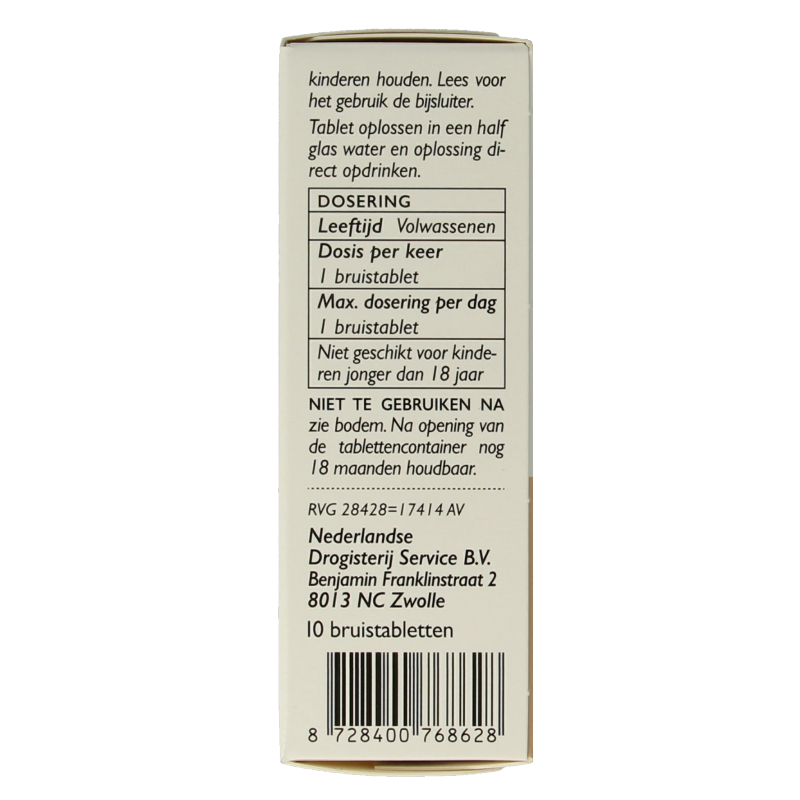 kinderen houden. Lees voor
het gebruik de bijsluiter.
Tablet oplossen in een half
glas water en oplossing di-
rect opdrinken.
DOSERING
Leeftijd Volwassenen
Dosis per keer
1 bruistablet
Max. dosering per dag
1 bruistablet
Niet geschikt voor kinde-
ren jonger dan 18 jaar
NIET TE GEBRUIKEN NA
zie bodem. Na opening van
de tablettencontainer nog
18 maanden houdbaar.
RVG 28428=17414 AV
Nederlandse
Drogisterij Service B.V.
Benjamin Franklinstraat 2
8013 NC Zwolle
10 bruistabletten
8 728400 768628